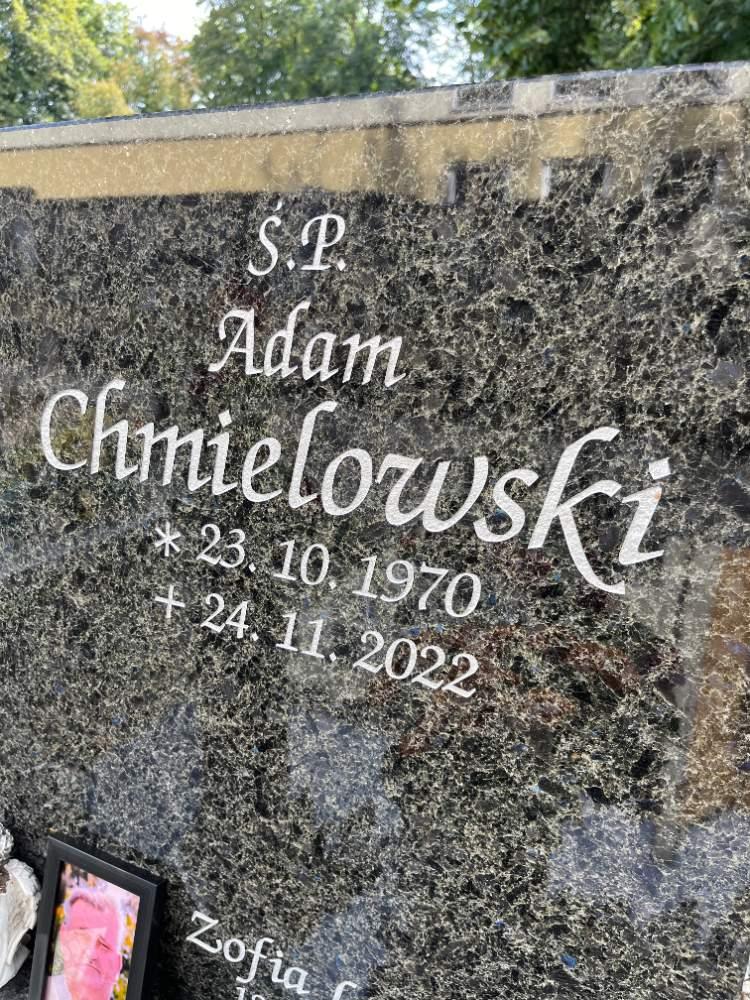 Ś.P.
Adam
Chmielowski
* 23. 10. 1970
+ 24. 11. 2022
Zofia